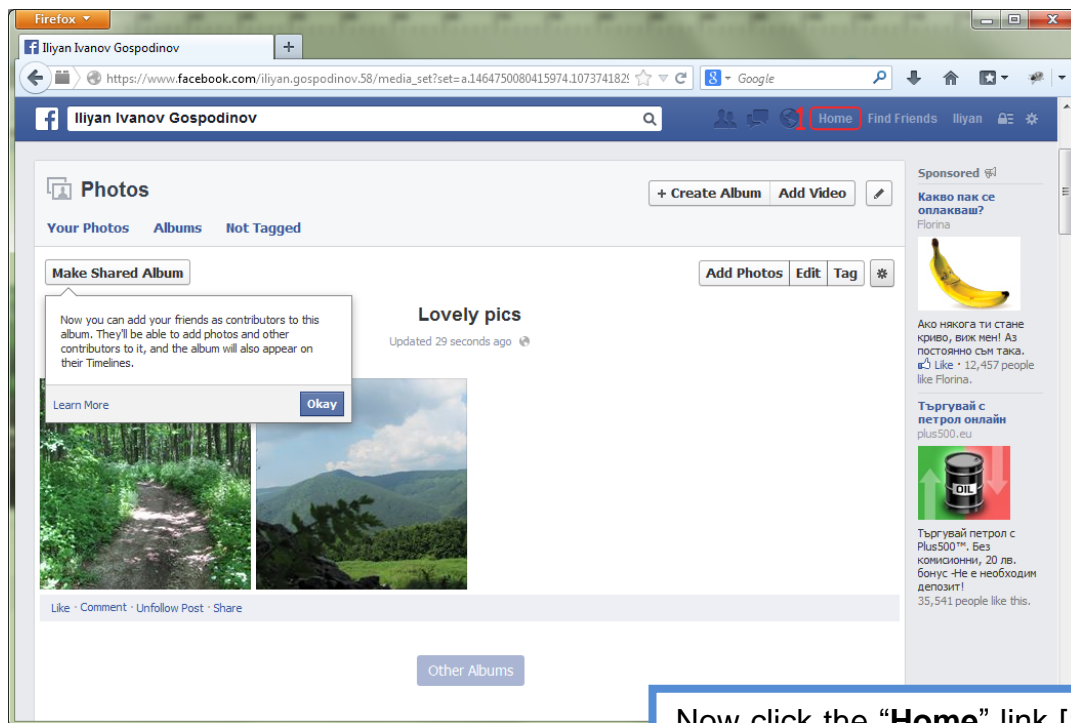 Firefox
Iliyan Ivanov Gospodinov
https://www.facebook.com/iliyan.gospodinov.58/media_set?set=a.1464750080415974.107374182
Google
Iliyan Ivanov Gospodinov
1 Home Find Friends Iliyan
Photos
+ Create Album Add Video
Your Photos Albums Not Tagged
Make Shared Album
Add Photos Edit Tag
Now you can add your friends as contributors to this
album. They'll be able to add photos and other
contributors to it, and the album will also appear on
their Timelines.
Learn More Okay
Lovely pics
Updated 29 seconds ago
Like · Comment · Unfollow Post · Share
Other Albums
Sponsored
Какво пак се
оплакваш?
Florina
Ако някога ти стане
криво, виж мен! Аз
постоянно съм така.
Like · 12,457 people
like Florina.
Търгувай с
петрол онлайн
plus500.eu
OIL
Търгувай петрол с
Plus500™. Без
комисионни, 20 лв.
бонус -Не е необходим
депозит!
35,541 people like this.
Now click the “Home” link [